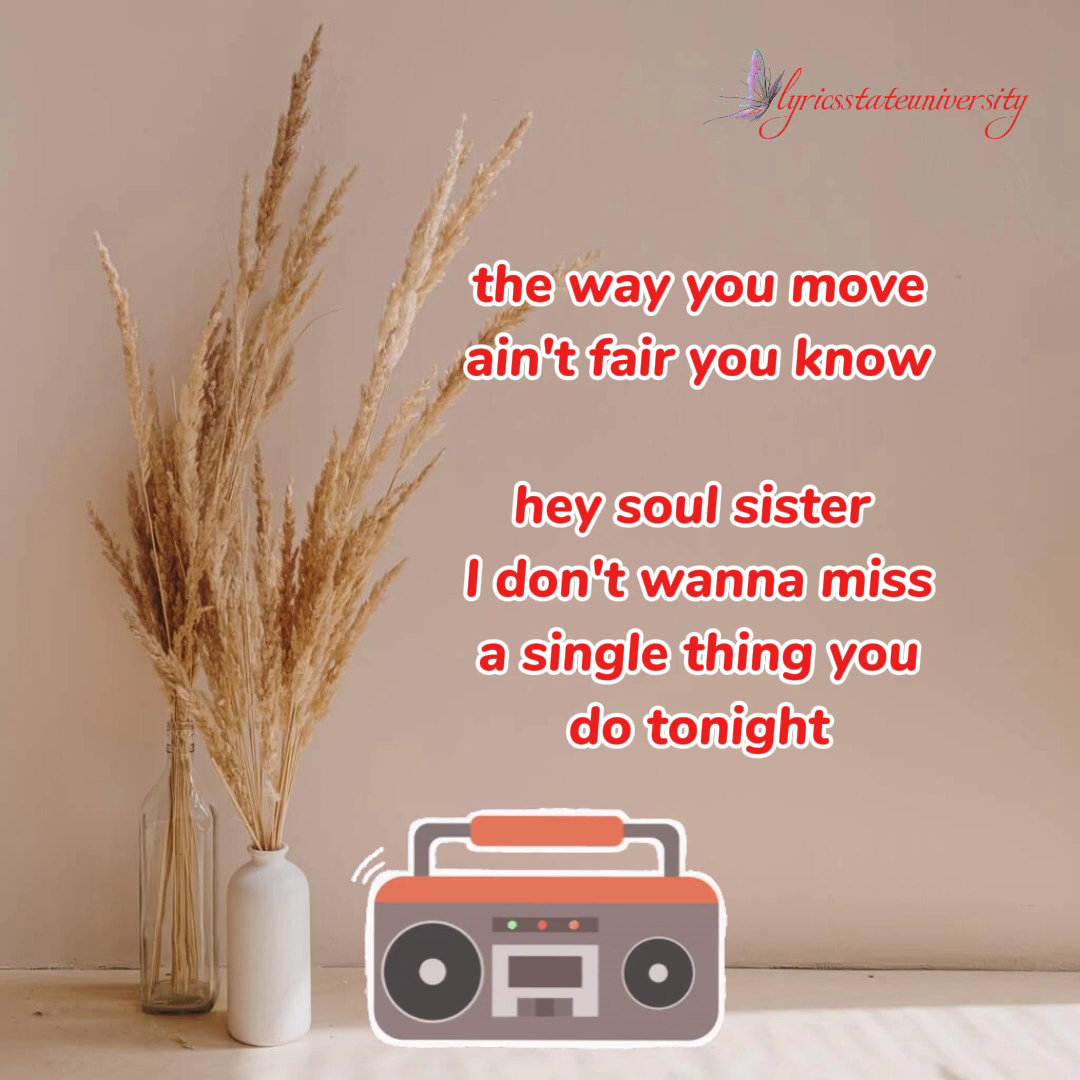 lyricsstateuniversity
the way you move
ain't fair you know
hey soul sister
I don't wanna miss
a single thing you
do tonight